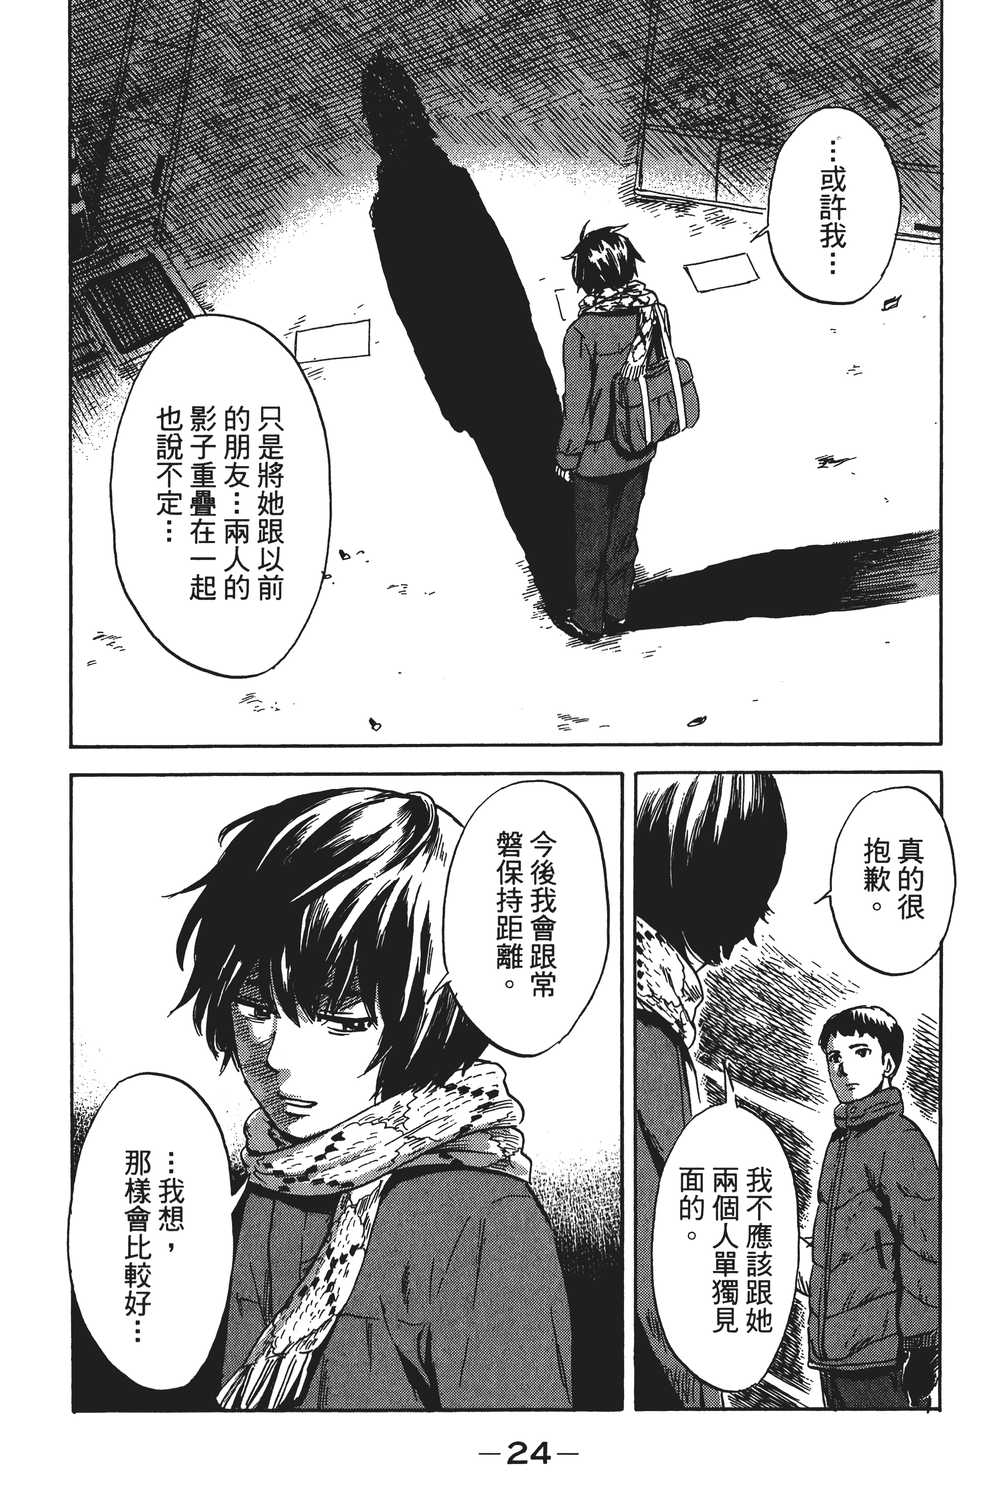 …或許我…
只是將她跟以前
的朋友…兩人的
影子重疊在一起
也說不定…
真的很
抱歉。
我不應該跟她
兩個人單獨見
面的。
今後我會跟常
磐保持距離。
…我想，
那樣會比較好…
－24－